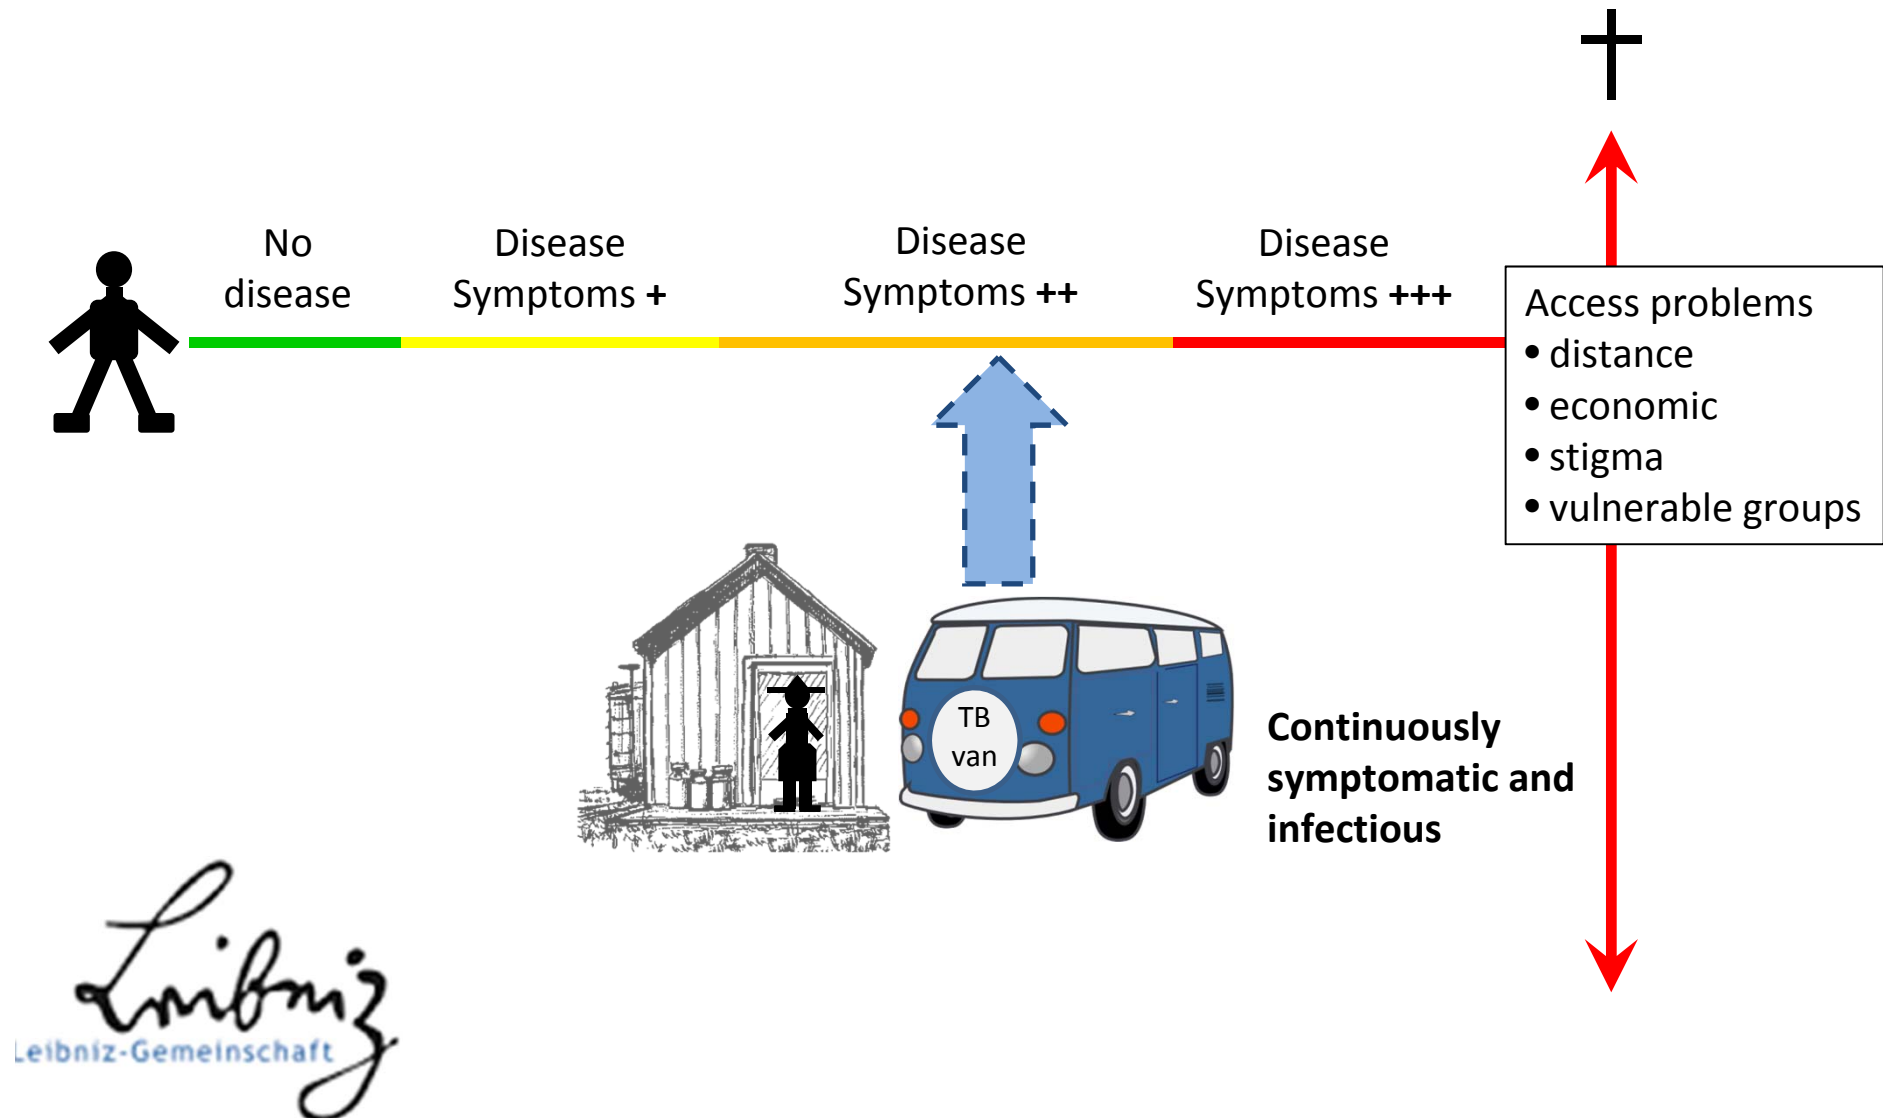 No
disease
Disease
Symptoms +
Disease
Symptoms ++
Disease
Symptoms +++
Access problems
• distance
• economic
• stigma
• vulnerable groups
TB
van
Continuously
symptomatic and
infectious
Leibniz
Leibniz-Gemeinschaft